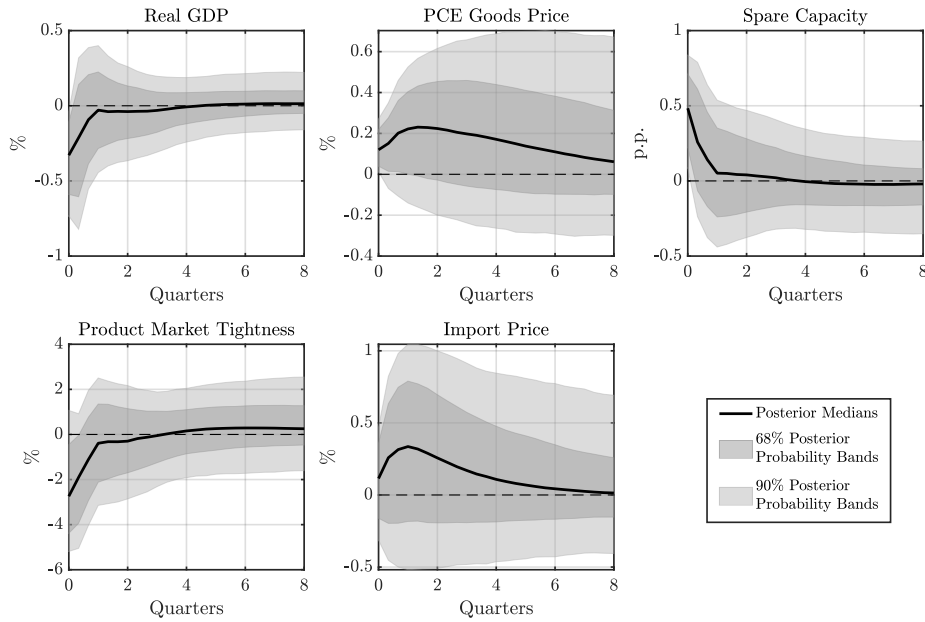 Real GDP
0.5
0
-0.5
-1
%
0 2 4 6 8
Quarters
PCE Goods Price
0.6
0.4
0.2
0
-0.2
-0.4
%
0 2 4 6 8
Quarters
Spare Capacity
1
0.5
0
-0.5
p.p.
0 2 4 6 8
Quarters
Product Market Tightness
4
2
0
-2
-4
-6
%
0 2 4 6 8
Quarters
Import Price
1
0.5
0
-0.5
%
0 2 4 6 8
Quarters
Posterior Medians
68% Posterior
Probability Bands
90% Posterior
Probability Bands